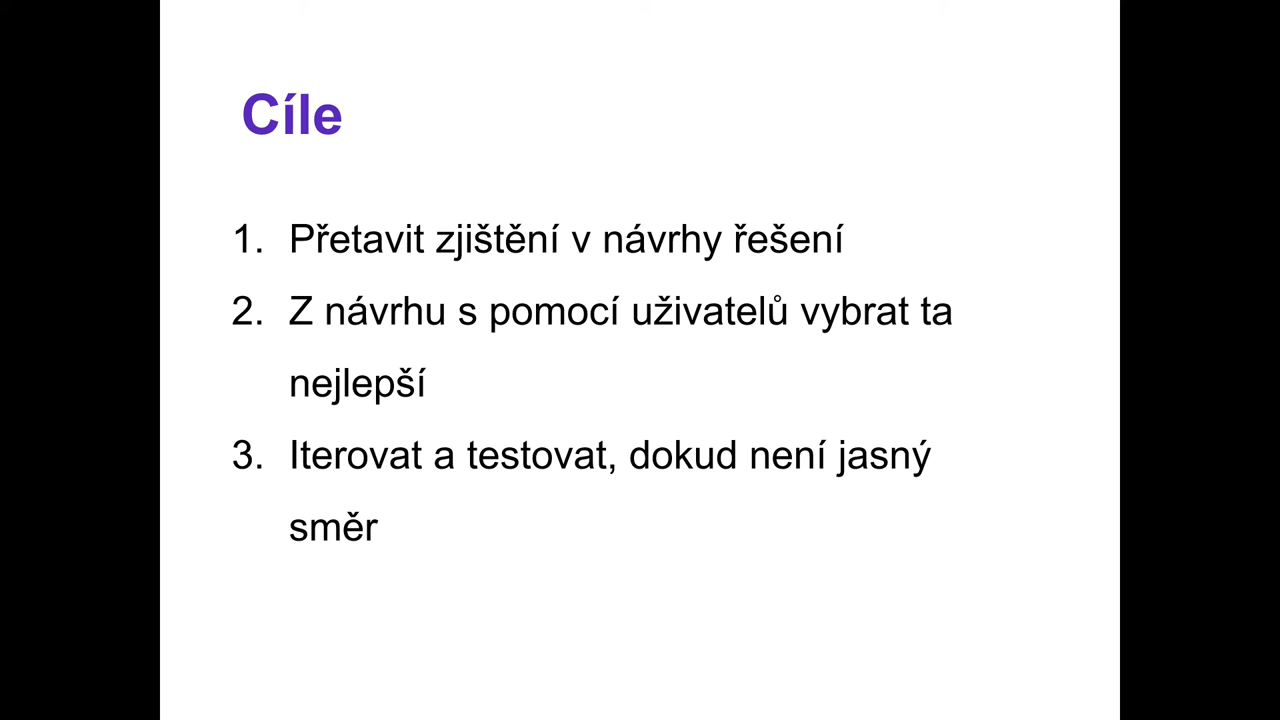 Cíle
1. Přetavit zjištění v návrhy řešení
2. Z návrhu s pomocí uživatelů vybrat ta
nejlepší
3. Iterovat a testovat, dokud není jasný
směr